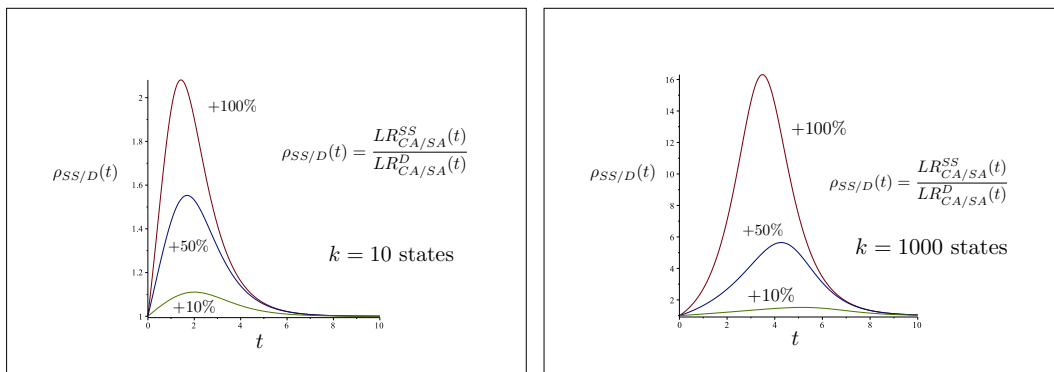 2
1.8
1.6
1.4
1.2
1
0 2 4 6 8 10
t
ρ_{SS/D}(t)
+100%
+50%
+10%
ρ_{SS/D}(t) = \frac{LR^{SS}_{CA/SA}(t)}{LR^{D}_{CA/SA}(t)}
k = 10 states
16
14
12
10
8
6
4
2
0 2 4 6 8 10
t
ρ_{SS/D}(t)
+100%
+50%
+10%
ρ_{SS/D}(t) = \frac{LR^{SS}_{CA/SA}(t)}{LR^{D}_{CA/SA}(t)}
k = 1000 states